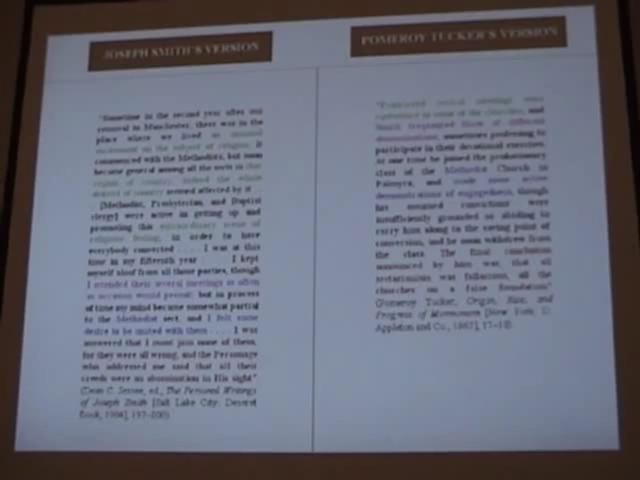 JOSEPH SMITH'S VERSION
"Sometime in the second year after our
removal to Manchester, there was in the
place where we lived an unusual
excitement on the subject of religion. It
commenced with the Methodists, but soon
became general among all the sects in that
region of country. Indeed the whole
district of country seemed affected by it
[Methodist, Presbyterian, and Baptist
clergy] were active in getting up and
promoting this extraordinary scene of
religious feeling, in order to have
everybody converted . . . . I was at this
time in my fifteenth year . . . . I kept
myself aloof from all these parties, though
I attended their several meetings as often
as occasion would permit: but in process
of time my mind became somewhat partial
to the Methodist sect, and I felt some
desire to be united with them . . . . I was
answered that I must join none of them,
for they were all wrong, and the Personage
who addressed me said that all their
creeds were an abomination in His sight"
(Dean C. Jessee, ed., The Personal Writings
of Joseph Smith [Salt Lake City: Deseret
Book, 1984],
POMEROY TUCKER'S VERSION
revival meetings were
in some of the churches, and
Smith frequented those of different
denominations, sometimes professing to
participate in their devotional exercises.
At one time he joined the probationary
class of the Methodist Church in
Palmyra, and made some active
demonstrations of engagedness, though
his assumed convictions were
insufficiently grounded or abiding to
carry him along to the saving point of
conversion, and he soon withdrew from
the class. The final conclusion
announced by him was, that all
sectarianism was fallacious, all the
churches on a false foundation"
(Pomeroy Tucker, Origin, Rise, and
Progress of Mormonism [New York: D.
Appleton and Co., 1867], 17-18).